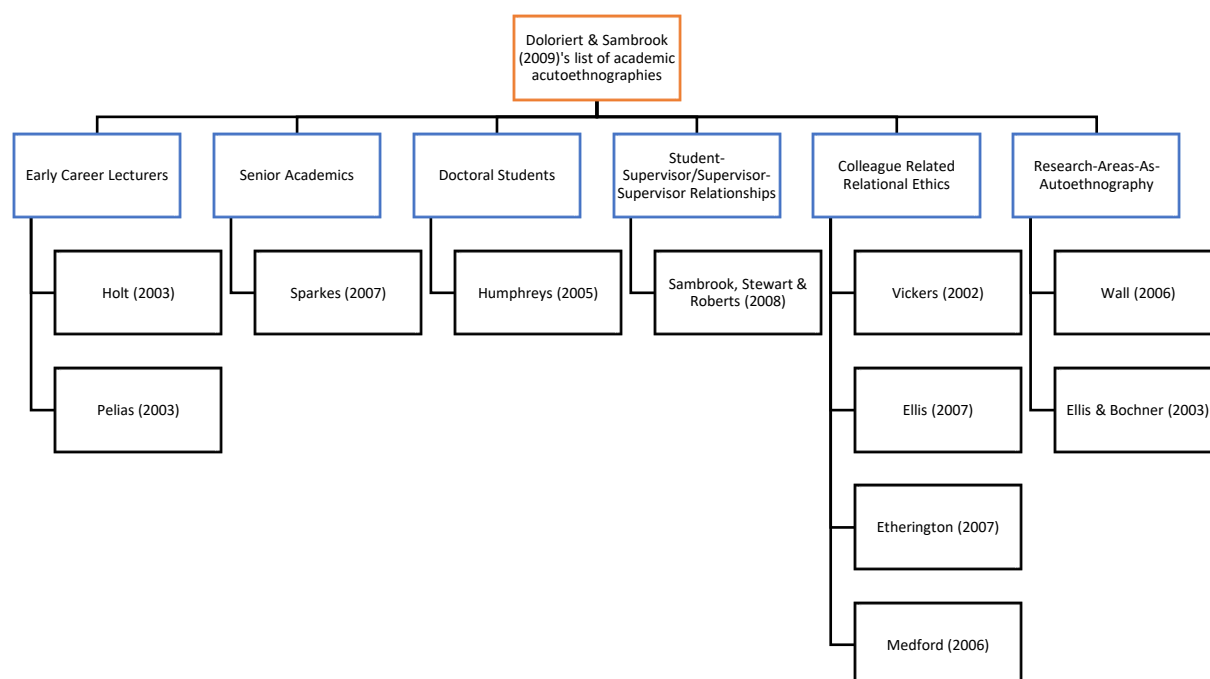 Doloriert & Sambrook
(2009)'s list of academic
acutoethnographies
Early Career Lecturers
Senior Academics
Doctoral Students
Student-
Supervisor/Supervisor-
Supervisor Relationships
Colleague Related
Relational Ethics
Research-Areas-As-
Autoethnography
Holt (2003)
Sparkes (2007)
Humphreys (2005)
Sambrook, Stewart &
Roberts (2008)
Vickers (2002)
Wall (2006)
Pelias (2003)
Ellis (2007)
Ellis & Bochner (2003)
Etherington (2007)
Medford (2006)